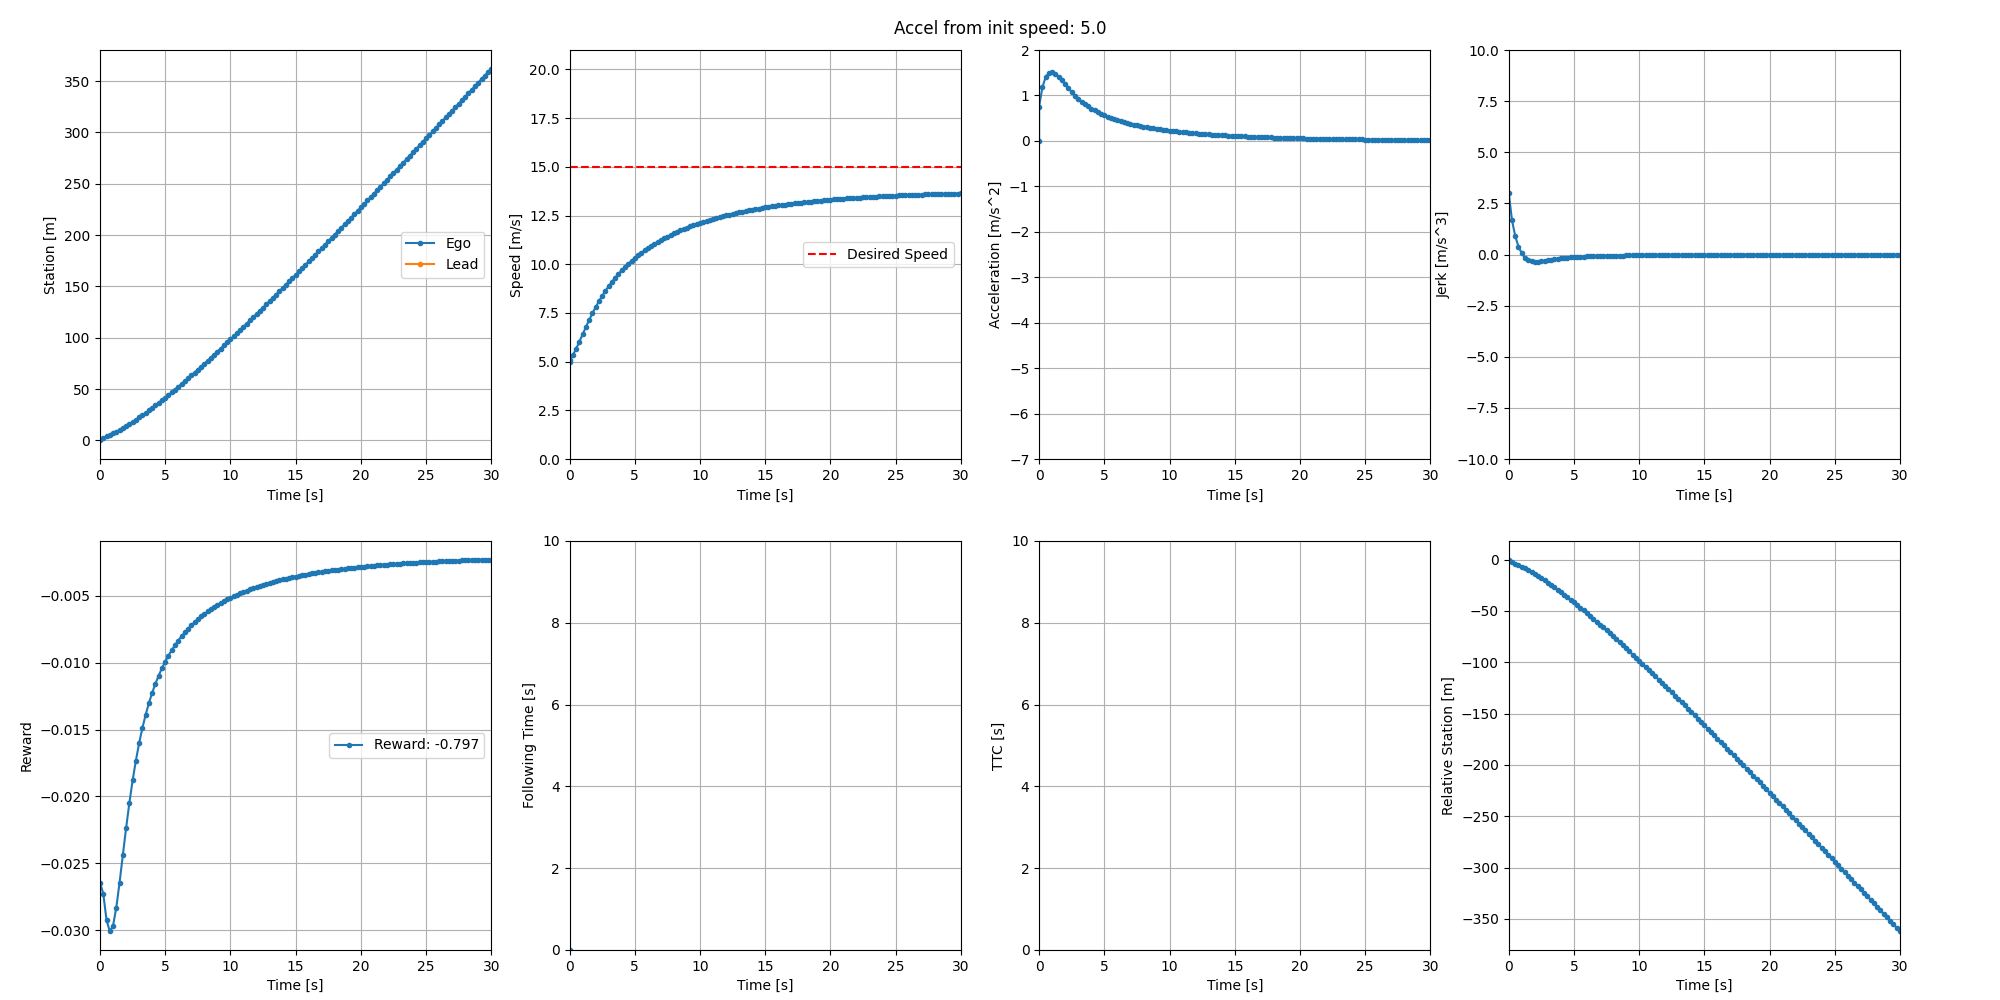 Accel from init speed: 5.0
350
300
250
200
150
100
50
0
Station [m]
Ego
Lead
0 5 10 15 20 25 30
Time [s]
20.0
17.5
15.0
12.5
10.0
7.5
5.0
2.5
0.0
Speed [m/s]
Desired Speed
0 5 10 15 20 25 30
Time [s]
2
1
0
−1
−2
−3
−4
−5
−6
−7
Acceleration [m/s^2]
0 5 10 15 20 25 30
Time [s]
10.0
7.5
5.0
2.5
0.0
−2.5
−5.0
−7.5
−10.0
Jerk [m/s^3]
0 5 10 15 20 25 30
Time [s]
−0.005
−0.010
−0.015
−0.020
−0.025
−0.030
Reward
Reward: -0.797
0 5 10 15 20 25 30
Time [s]
10
8
6
4
2
0
Following Time [s]
0 5 10 15 20 25 30
Time [s]
10
8
6
4
2
0
TTC [s]
0 5 10 15 20 25 30
Time [s]
0
−50
−100
−150
−200
−250
−300
−350
Relative Station [m]
0 5 10 15 20 25 30
Time [s]